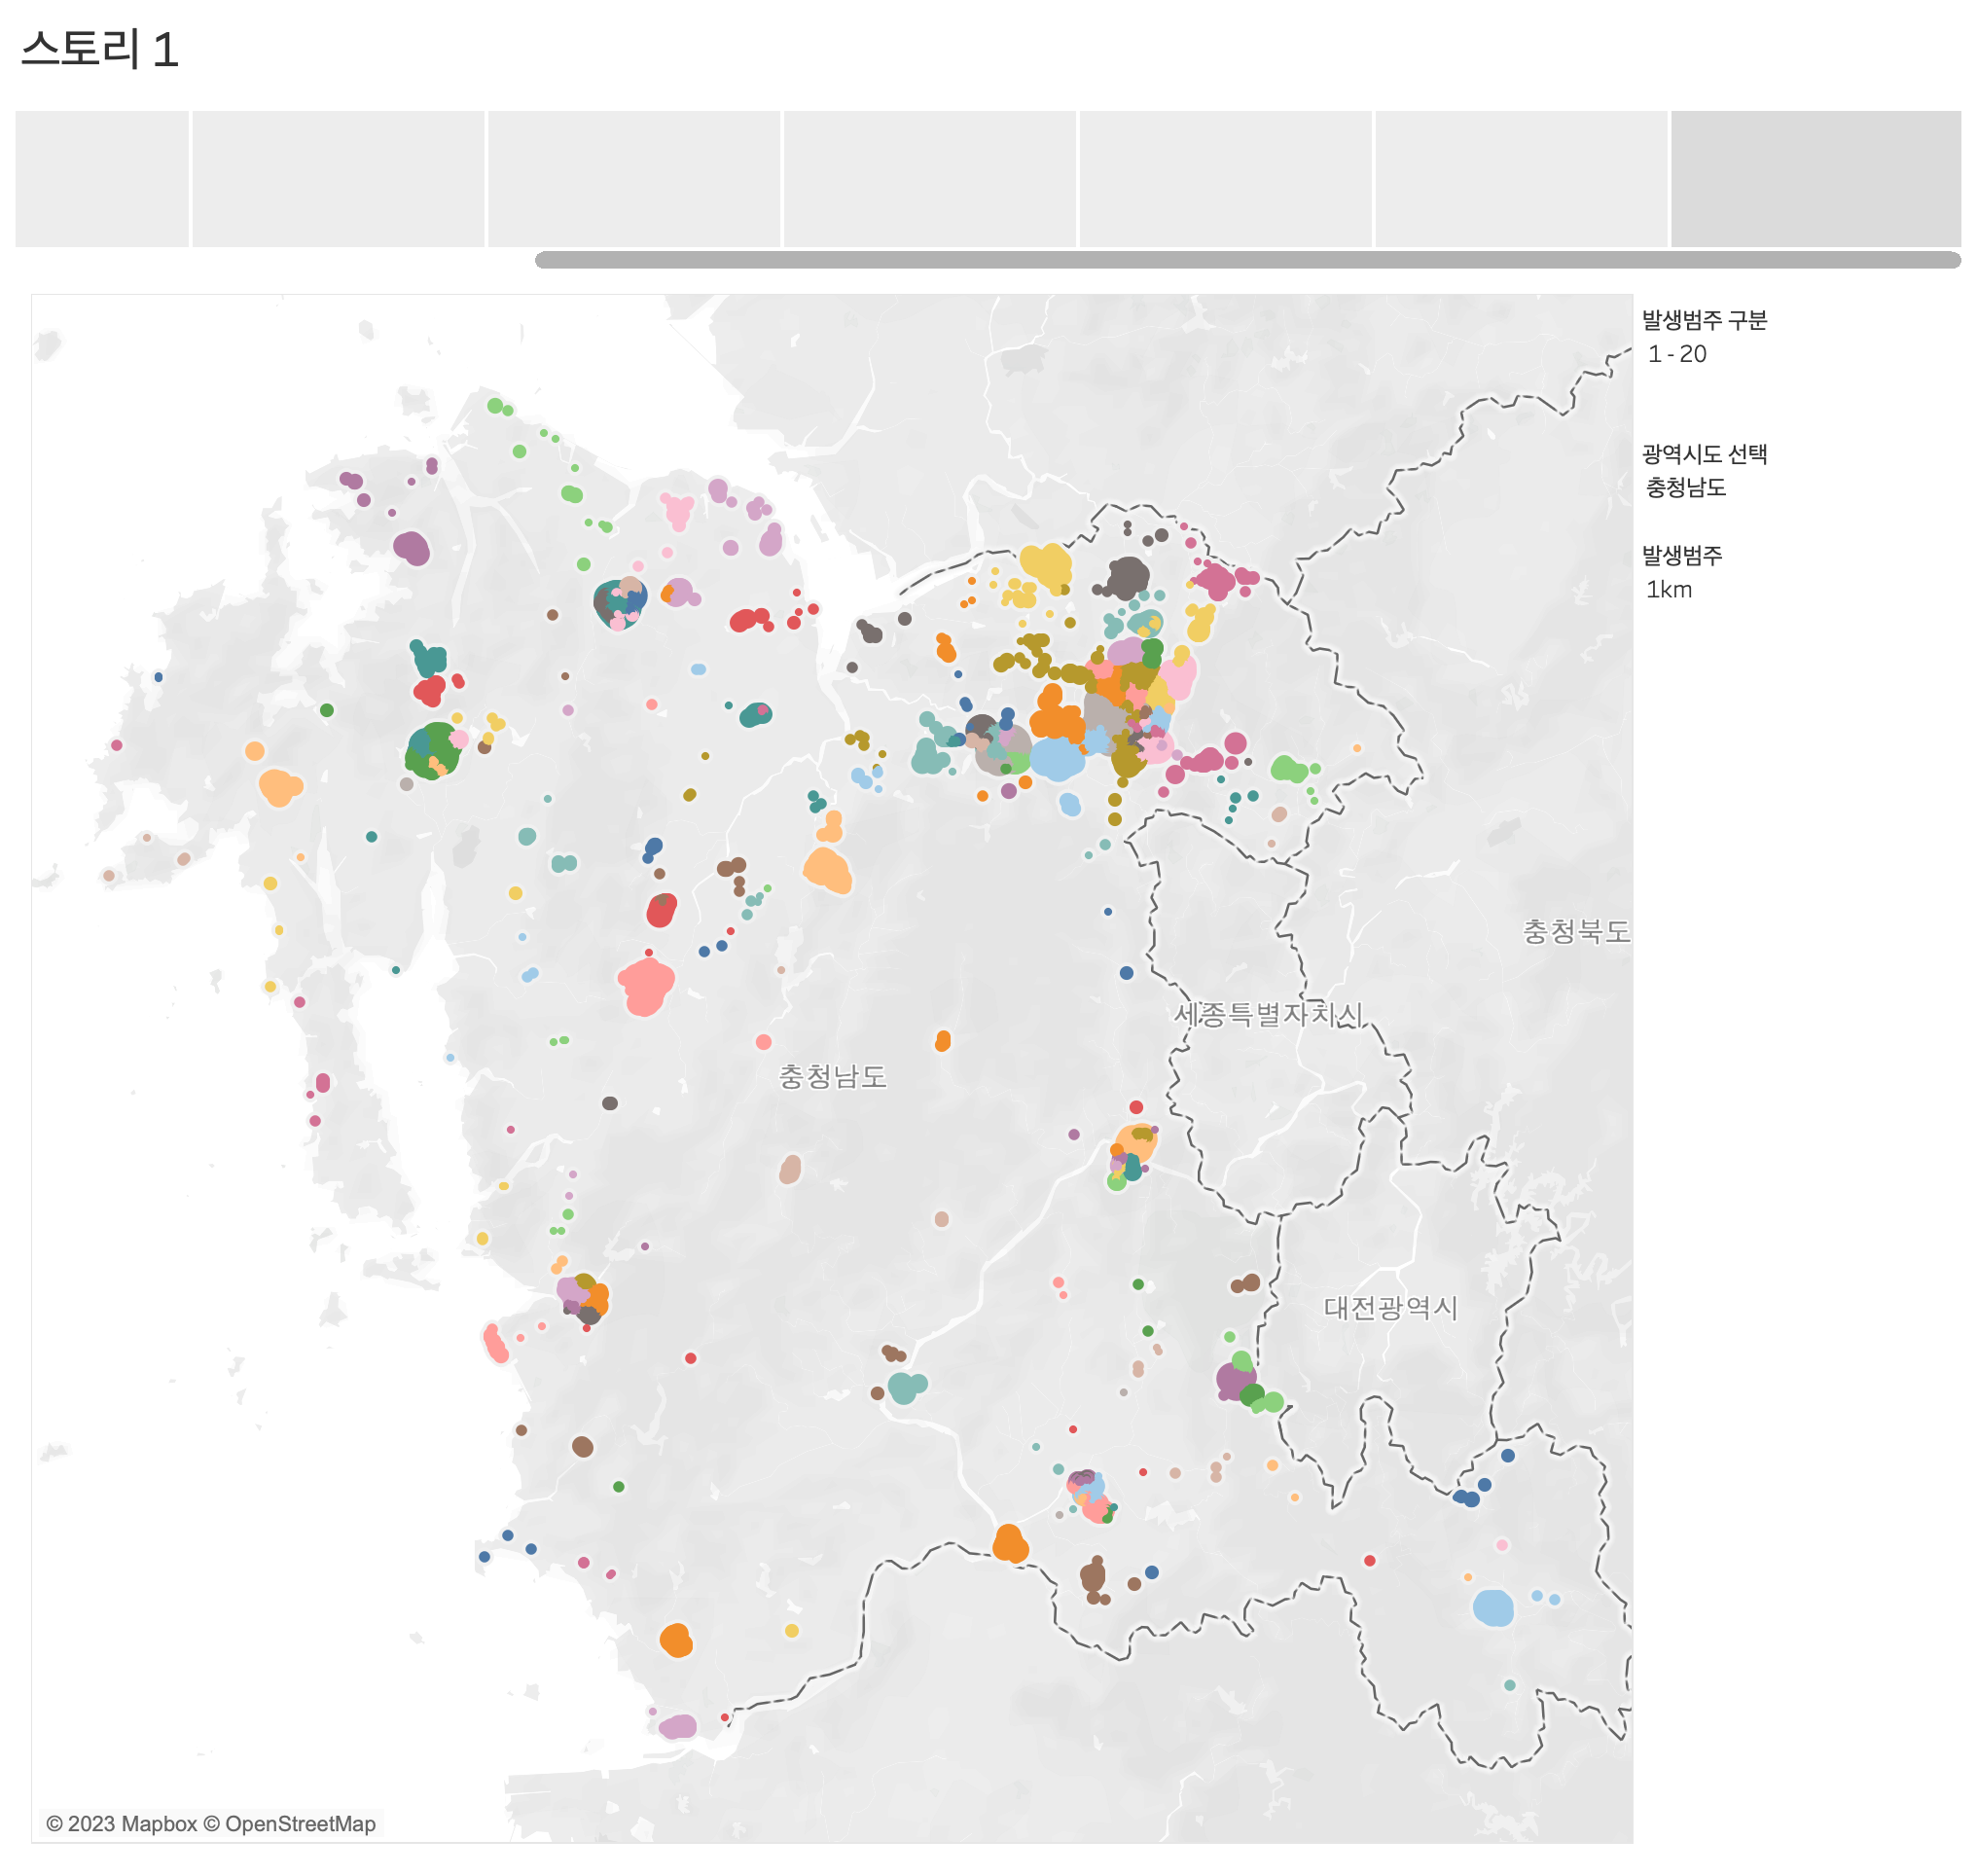 스토리 1
발생범주 구분
1 - 20
광역시도 선택
충청남도
발생범주
1km
충청북도
세종특별자치시
충청남도
대전광역시
© 2023 Mapbox © OpenStreetMap